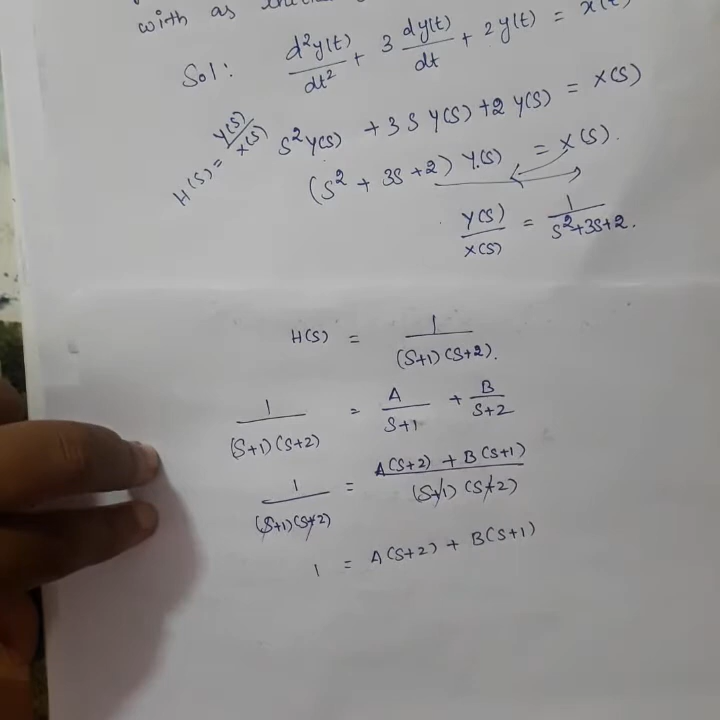 with as
Sol: d²y(t)/dt² + 3 dy(t)/dt + 2y(t) = x(t)
H(S) = Y(S)/X(S)
S²Y(S) + 3S Y(S) + 2 Y(S) = X(S)
(S² + 3S + 2) Y(S) = X(S).
Y(S)/X(S) = 1/S²+3S+2.
H(S) = 1/(S+1)(S+2).
1/(S+1)(S+2) = A/S+1 + B/S+2
1/(S+1)(S+2) = A(S+2) + B(S+1)/(S+1)(S+2)
1 = A(S+2) + B(S+1)